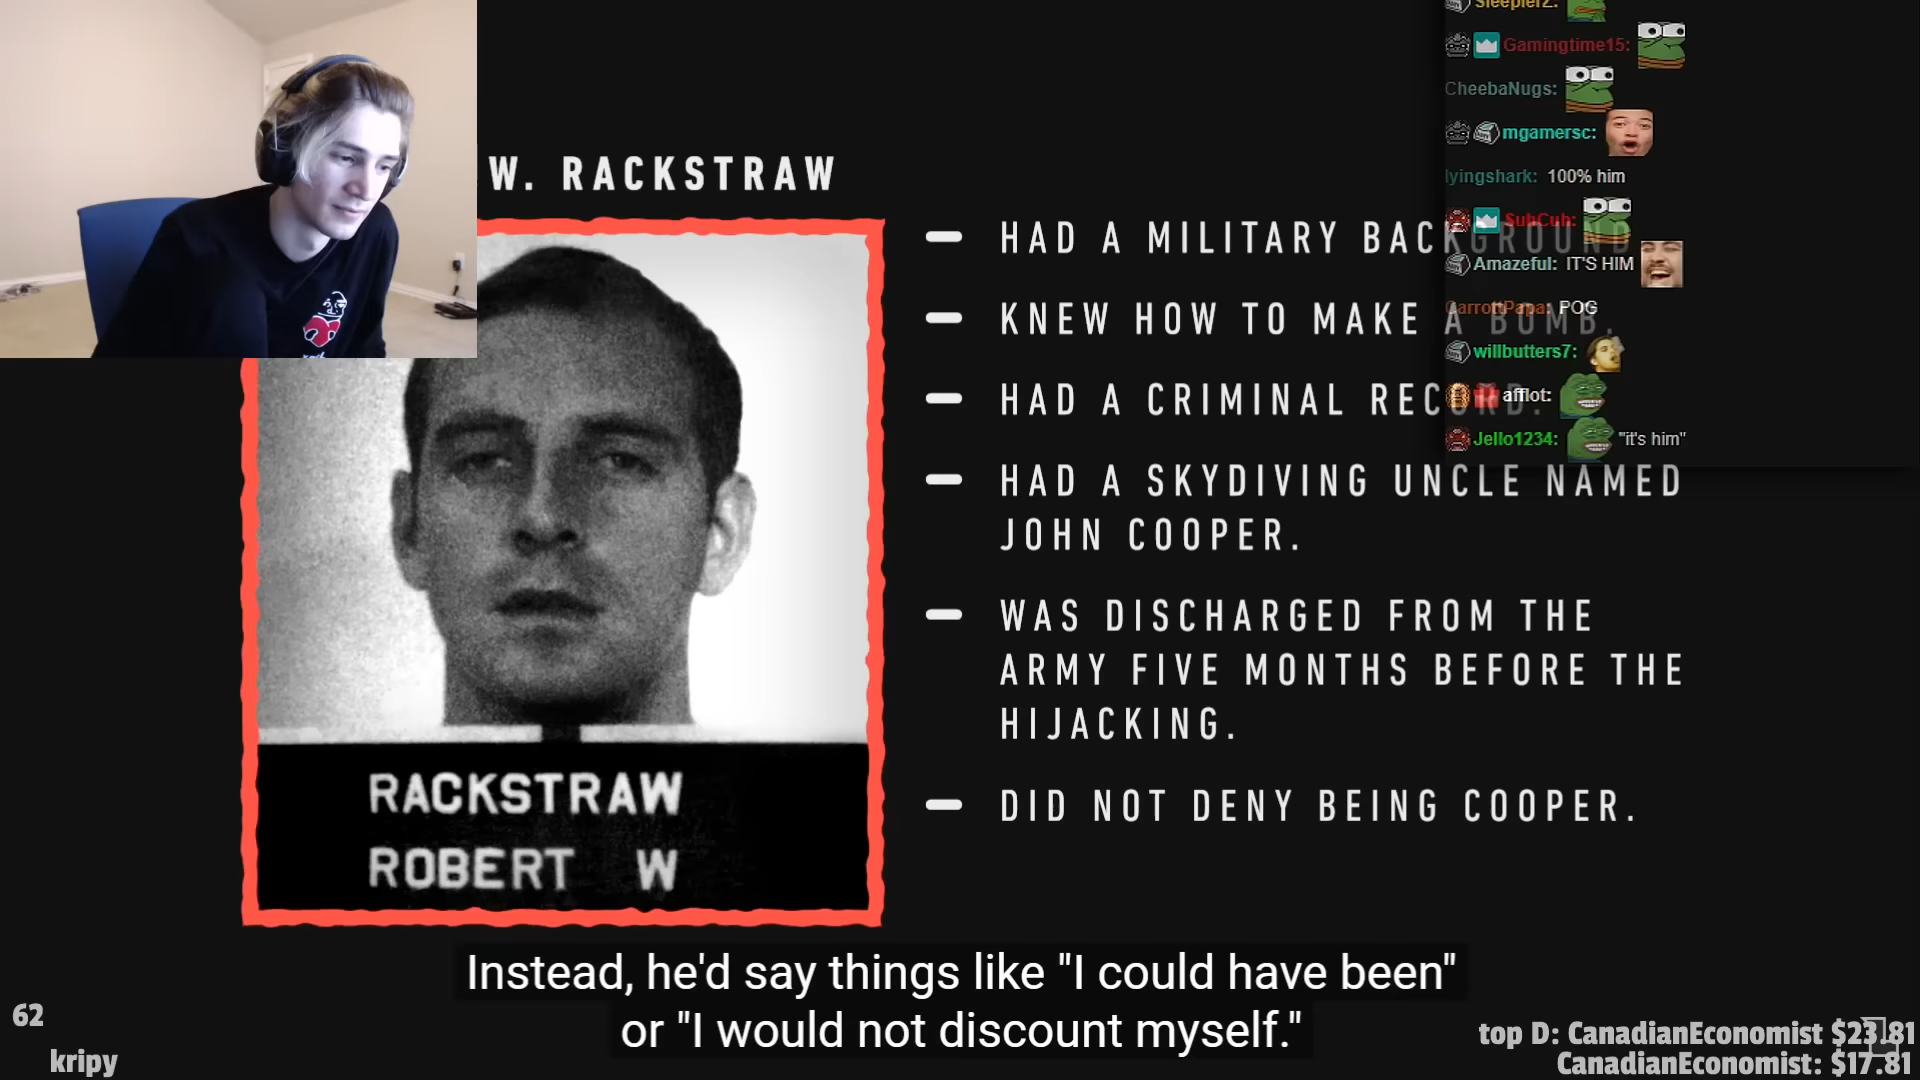 W. RACKSTRAW
HAD A MILITARY BACKGROUND.
KNEW HOW TO MAKE A BOMB.
HAD A CRIMINAL RECORD.
HAD A SKYDIVING UNCLE NAMED
JOHN COOPER.
WAS DISCHARGED FROM THE
ARMY FIVE MONTHS BEFORE THE
HIJACKING.
DID NOT DENY BEING COOPER.
RACKSTRAW
ROBERT W
SleepierZ:
Gamingtime15:
CheebaNugs:
mgamersc:
lyingshark: 100% him
SubCub:
Amazeful: IT'S HIM
CarrottPapa: POG
willbutters7:
afflot:
Jello1234: "it's him"
Instead, he'd say things like "I could have been"
or "I would not discount myself."
62
kripy
top D: CanadianEconomist $23.81
CanadianEconomist: $17.81